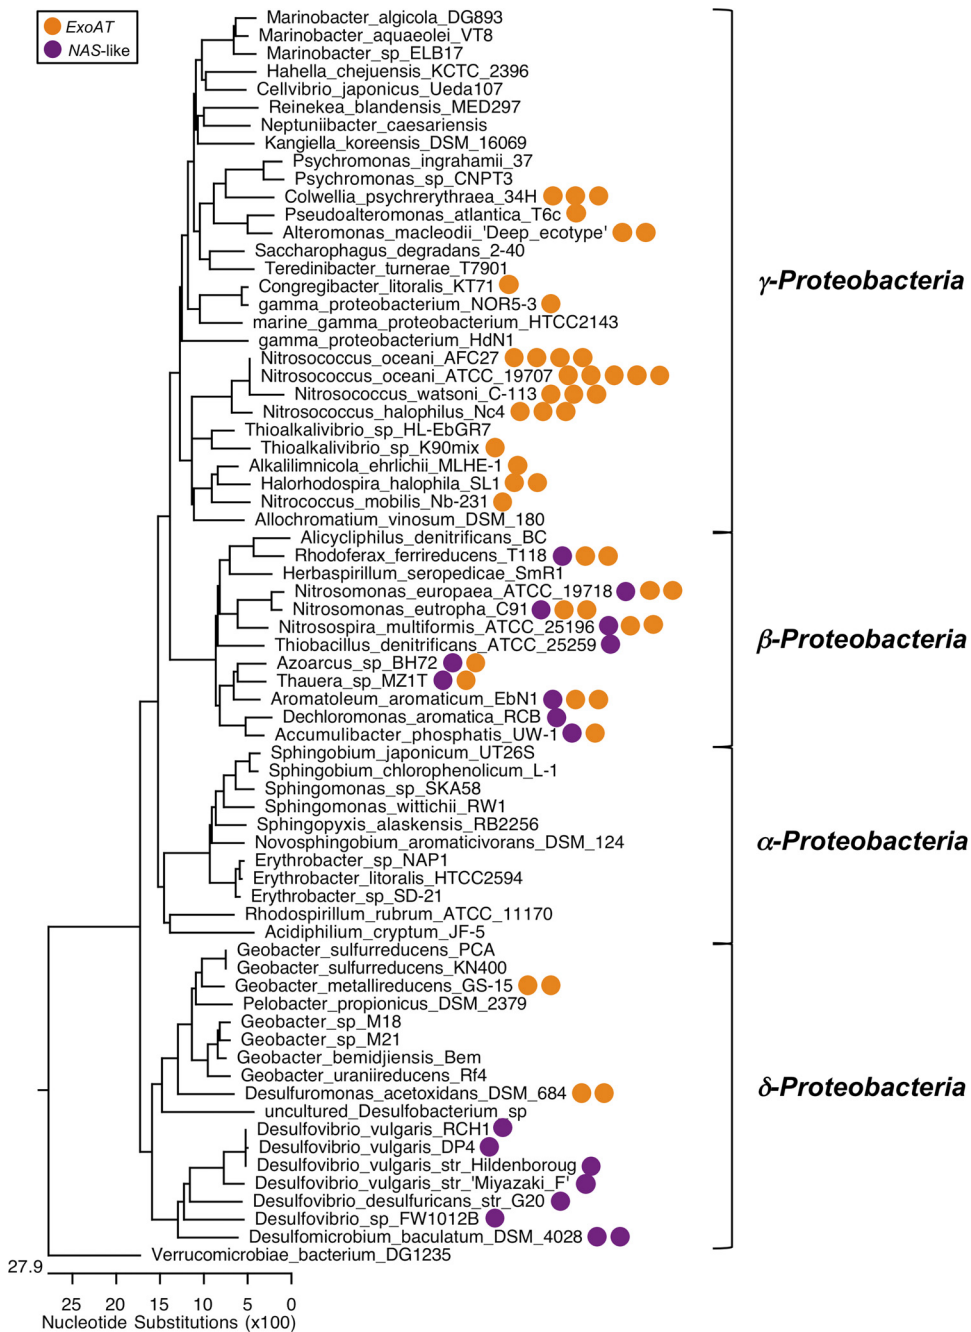 ExoAT
NAS-like
Marinobacter_algicola_DG893
Marinobacter_aquaeolei_VT8
Marinobacter_sp_ELB17
Hahella_chejuensis_KCTC_2396
Cellvibrio_japonicus_Ueda107
Reinekea_blandensis_MED297
Neptuniibacter_caesariensis
Kangiella_koreensis_DSM_16069
Psychromonas_ingrahamii_37
Psychromonas_sp_CNPT3
Colwellia_psychrerythraea_34H
Pseudoalteromonas_atlantica_T6c
Alteromonas_macleodii_'Deep_ecotype'
Saccharophagus_degradans_2-40
Teredinibacter_turnerae_T7901
Congregibacter_litoralis_KT71
gamma_proteobacterium_NOR5-3
marine_gamma_proteobacterium_HTCC2143
gamma_proteobacterium_HdN1
Nitrosococcus_oceani_AFC27
Nitrosococcus_oceani_ATCC_19707
Nitrosococcus_watsoni_C-113
Nitrosococcus_halophilus_Nc4
Thioalkalivibrio_sp_HL-EbGR7
Thioalkalivibrio_sp_K90mix
Alkalilimnicola_ehrlichii_MLHE-1
Halorhodospira_halophila_SL1
Nitrococcus_mobilis_Nb-231
Allochromatium_vinosum_DSM_180
γ-Proteobacteria
Alicycliphilus_denitrificans_BC
Rhodoferax_ferrireducens_T118
Herbaspirillum_seropedicae_SmR1
Nitrosomonas_europaea_ATCC_19718
Nitrosomonas_eutropha_C91
Nitrosospira_multiformis_ATCC_25196
Thiobacillus_denitrificans_ATCC_25259
Azoarcus_sp_BH72
Thauera_sp_MZ1T
Aromatoleum_aromaticum_EbN1
Dechloromonas_aromatica_RCB
Accumulibacter_phosphatis_UW-1
β-Proteobacteria
Sphingobium_japonicum_UT26S
Sphingobium_chlorophenolicum_L-1
Sphingomonas_sp_SKA58
Sphingomonas_wittichii_RW1
Sphingopyxis_alaskensis_RB2256
Novosphingobium_aromaticivorans_DSM_124
Erythrobacter_sp_NAP1
Erythrobacter_litoralis_HTCC2594
Erythrobacter_sp_SD-21
Rhodospirillum_rubrum_ATCC_11170
Acidiphilium_cryptum_JF-5
α-Proteobacteria
Geobacter_sulfurreducens_PCA
Geobacter_sulfurreducens_KN400
Geobacter_metallireducens_GS-15
Pelobacter_propionicus_DSM_2379
Geobacter_sp_M18
Geobacter_sp_M21
Geobacter_bemidjiensis_Bem
Geobacter_uraniireducens_Rf4
Desulfuromonas_acetoxidans_DSM_684
uncultured_Desulfobacterium_sp
Desulfovibrio_vulgaris_RCH1
Desulfovibrio_vulgaris_DP4
Desulfovibrio_vulgaris_str_Hildenboroug
Desulfovibrio_vulgaris_str_'Miyazaki_F'
Desulfovibrio_desulfuricans_str_G20
Desulfovibrio_sp_FW1012B
Desulfomicrobium_baculatum_DSM_4028
δ-Proteobacteria
Verrucomicrobiae_bacterium_DG1235
27.9
25 20 15 10 5 0
Nucleotide Substitutions (x100)